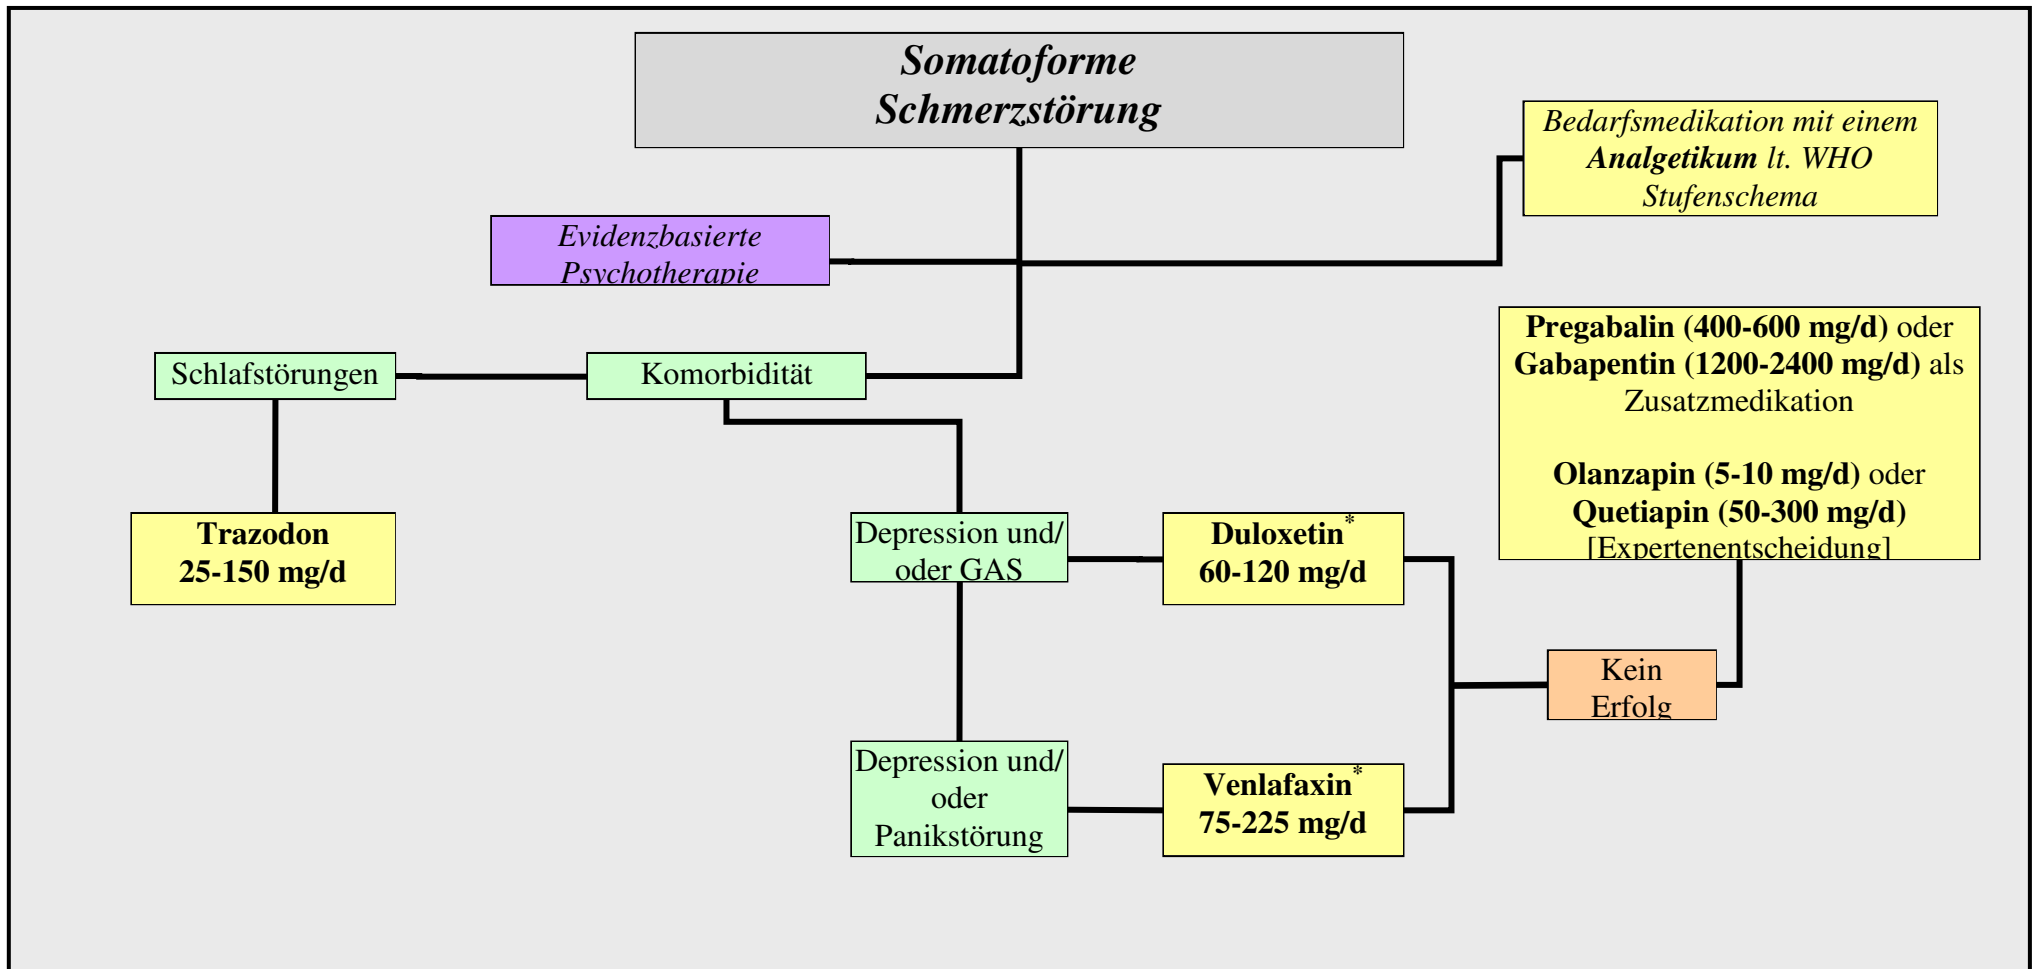 Somatoforme
Schmerzstörung
Bedarfsmedikation mit einem
Analgetikum lt. WHO
Stufenschema
Evidenzbasierte
Psychotherapie
Pregabalin (400-600 mg/d) oder
Gabapentin (1200-2400 mg/d) als
Zusatzmedikation
Olanzapin (5-10 mg/d) oder
Quetiapin (50-300 mg/d)
[Expertenentscheidung]
Schlafstörungen
Komorbidität
Trazodon
25-150 mg/d
Depression und/
oder GAS
Duloxetin*
60-120 mg/d
Kein
Erfolg
Depression und/
oder
Panikstörung
Venlafaxin*
75-225 mg/d